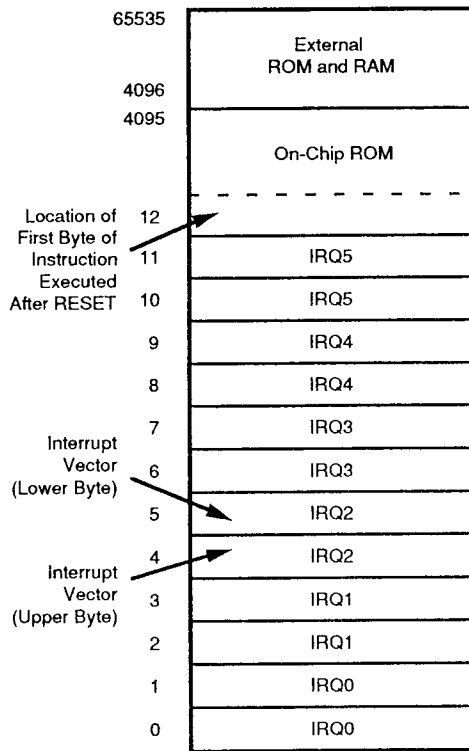 65535
External
ROM and RAM
4096
4095
On-Chip ROM
Location of
First Byte of
Instruction
Executed
After RESET
12
11
IRQ5
10
IRQ5
9
IRQ4
8
IRQ4
7
IRQ3
Interrupt
Vector
(Lower Byte)
6
IRQ3
5
IRQ2
4
IRQ2
Interrupt
Vector
(Upper Byte)
3
IRQ1
2
IRQ1
1
IRQ0
0
IRQ0